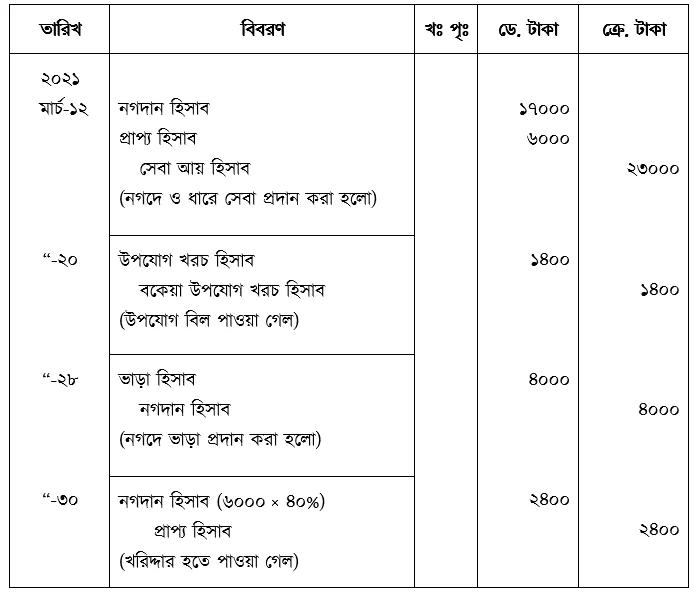 তারিখ বিবরণ খঃ পৃঃ ডে. টাকা ক্রে. টাকা
২০২১
মার্চ-১২ নগদান হিসাব ১৭০০০
প্রাপ্য হিসাব ৬০০০
সেবা আয় হিসাব ২৩০০০
(নগদে ও ধারে সেবা প্রদান করা হলো)
“-২০ উপযোগ খরচ হিসাব ১৪০০
বকেয়া উপযোগ খরচ হিসাব ১৪০০
(উপযোগ বিল পাওয়া গেল)
“-২৮ ভাড়া হিসাব ৪০০০
নগদান হিসাব ৪০০০
(নগদে ভাড়া প্রদান করা হলো)
“-৩০ নগদান হিসাব (৬০০০ × ৪০%) ২৪০০
প্রাপ্য হিসাব ২৪০০
(খরিদ্দার হতে পাওয়া গেল)